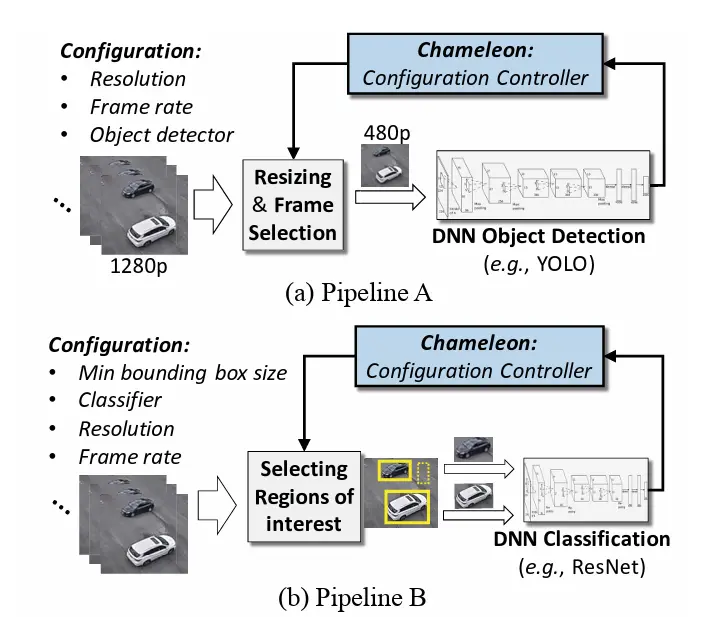 Configuration:
• Resolution
• Frame rate
• Object detector
Chameleon:
Configuration Controller
...
1280p
Resizing
& Frame
Selection
480p
DNN Object Detection
(e.g., YOLO)
(a) Pipeline A
Configuration:
• Min bounding box size
• Classifier
• Resolution
• Frame rate
Chameleon:
Configuration Controller
...
Selecting
Regions of
interest
DNN Classification
(e.g., ResNet)
(b) Pipeline B